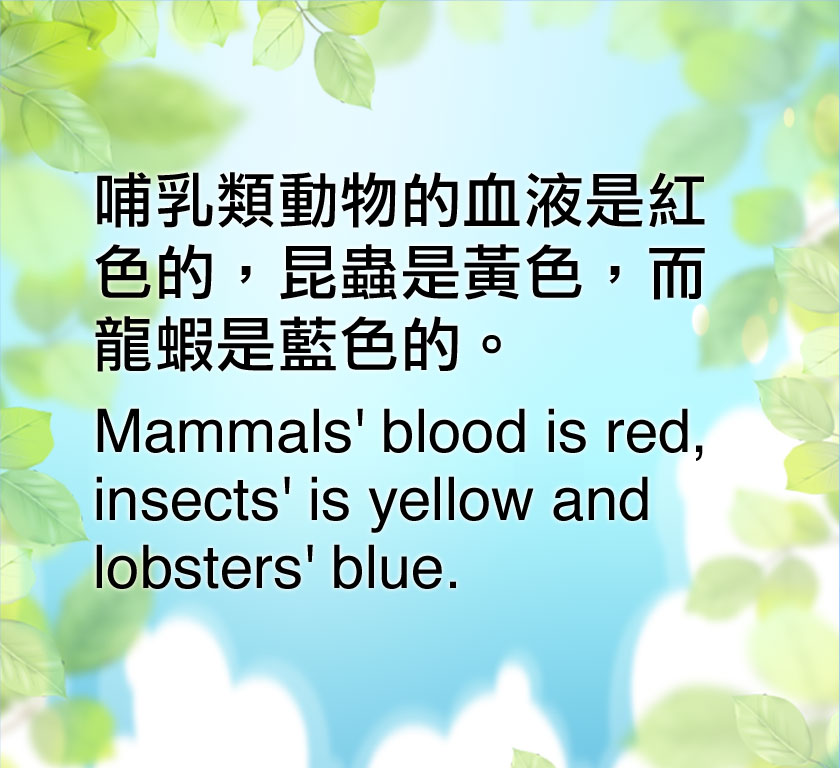 哺乳類動物的血液是紅
色的，昆蟲是黃色，而
龍蝦是藍色的。
Mammals' blood is red,
insects' is yellow and
lobsters' blue.